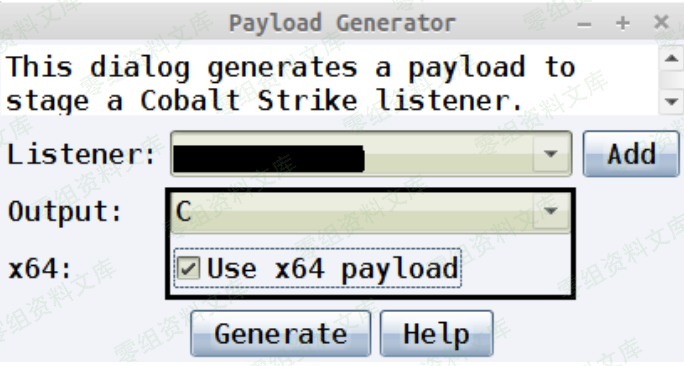 Payload Generator
This dialog generates a payload to
stage a Cobalt Strike listener.
Listener:
Add
Output:
C
x64:
Use x64 payload
Generate
Help
零组资料文库